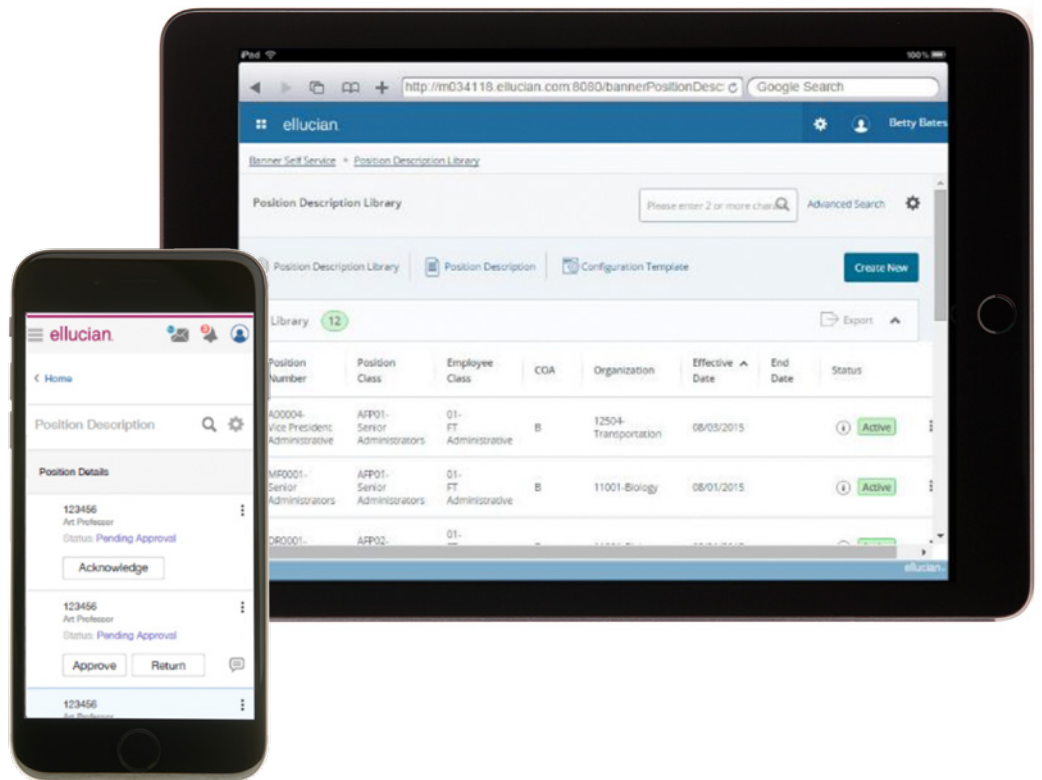 iPad
100%
http://m034118.ellucian.com:8080/bannerPositionDesc
Google Search
ellucian
Betty Bates
Banner Self Service • Position Description Library
Position Description Library
Please enter 2 or more chara
Advanced Search
Position Description Library
Position Description
Configuration Template
Create New
Library 12
Export
Position Number
Position Class
Employee Class
COA
Organization
Effective Date
End Date
Status
A00004-
Vice President
Administrative
AFP01-
Senior
Administrators
01-
FT
Administrative
B
12504-
Transportation
08/03/2015
Active
MF0001-
Senior
Administrators
AFP01-
Senior
Administrators
01-
FT
Administrative
B
11001-Biology
08/01/2015
Active
DR0001-
AFP02-
01-
ellucian.
ellucian.
< Home
Position Description
Position Details
123456
Art Professor
Status: Pending Approval
Acknowledge
123456
Art Professor
Status: Pending Approval
Approve
Return
123456
Art Professor